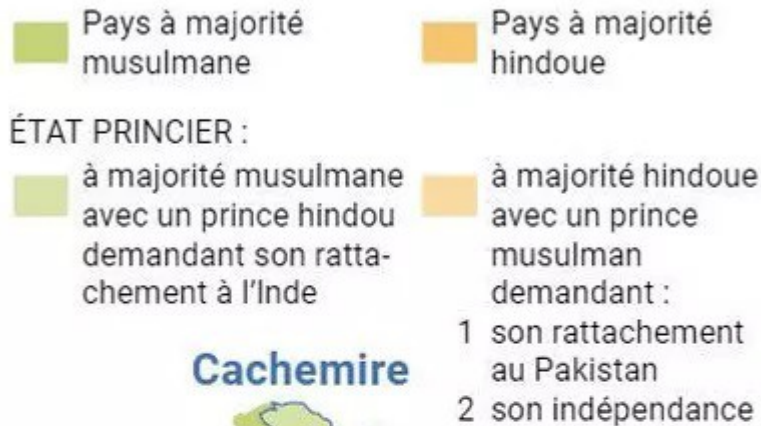 Pays à majorité
musulmane
Pays à majorité
hindoue
ÉTAT PRINCIER :
à majorité musulmane
avec un prince hindou
demandant son ratta-
chement à l'Inde
à majorité hindoue
avec un prince
musulman
demandant :
1 son rattachement
au Pakistan
2 son indépendance
Cachemire